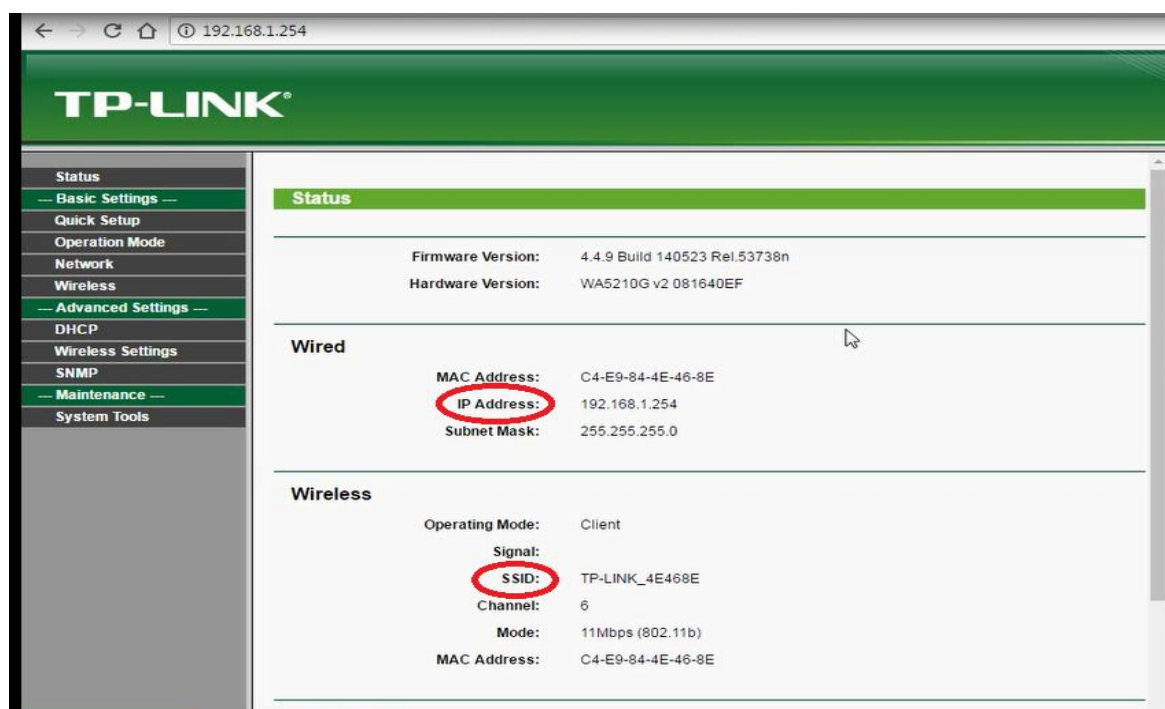 192.168.1.254
TP-LINK®
Status
--- Basic Settings ---
Quick Setup
Operation Mode
Network
Wireless
--- Advanced Settings ---
DHCP
Wireless Settings
SNMP
--- Maintenance ---
System Tools
Status
Firmware Version: 4.4.9 Build 140523 Rel.53738n
Hardware Version: WA5210G v2 081640EF
Wired
MAC Address: C4-E9-84-4E-46-8E
IP Address: 192.168.1.254
Subnet Mask: 255.255.255.0
Wireless
Operating Mode: Client
Signal:
SSID: TP-LINK_4E468E
Channel: 6
Mode: 11Mbps (802.11b)
MAC Address: C4-E9-84-4E-46-8E